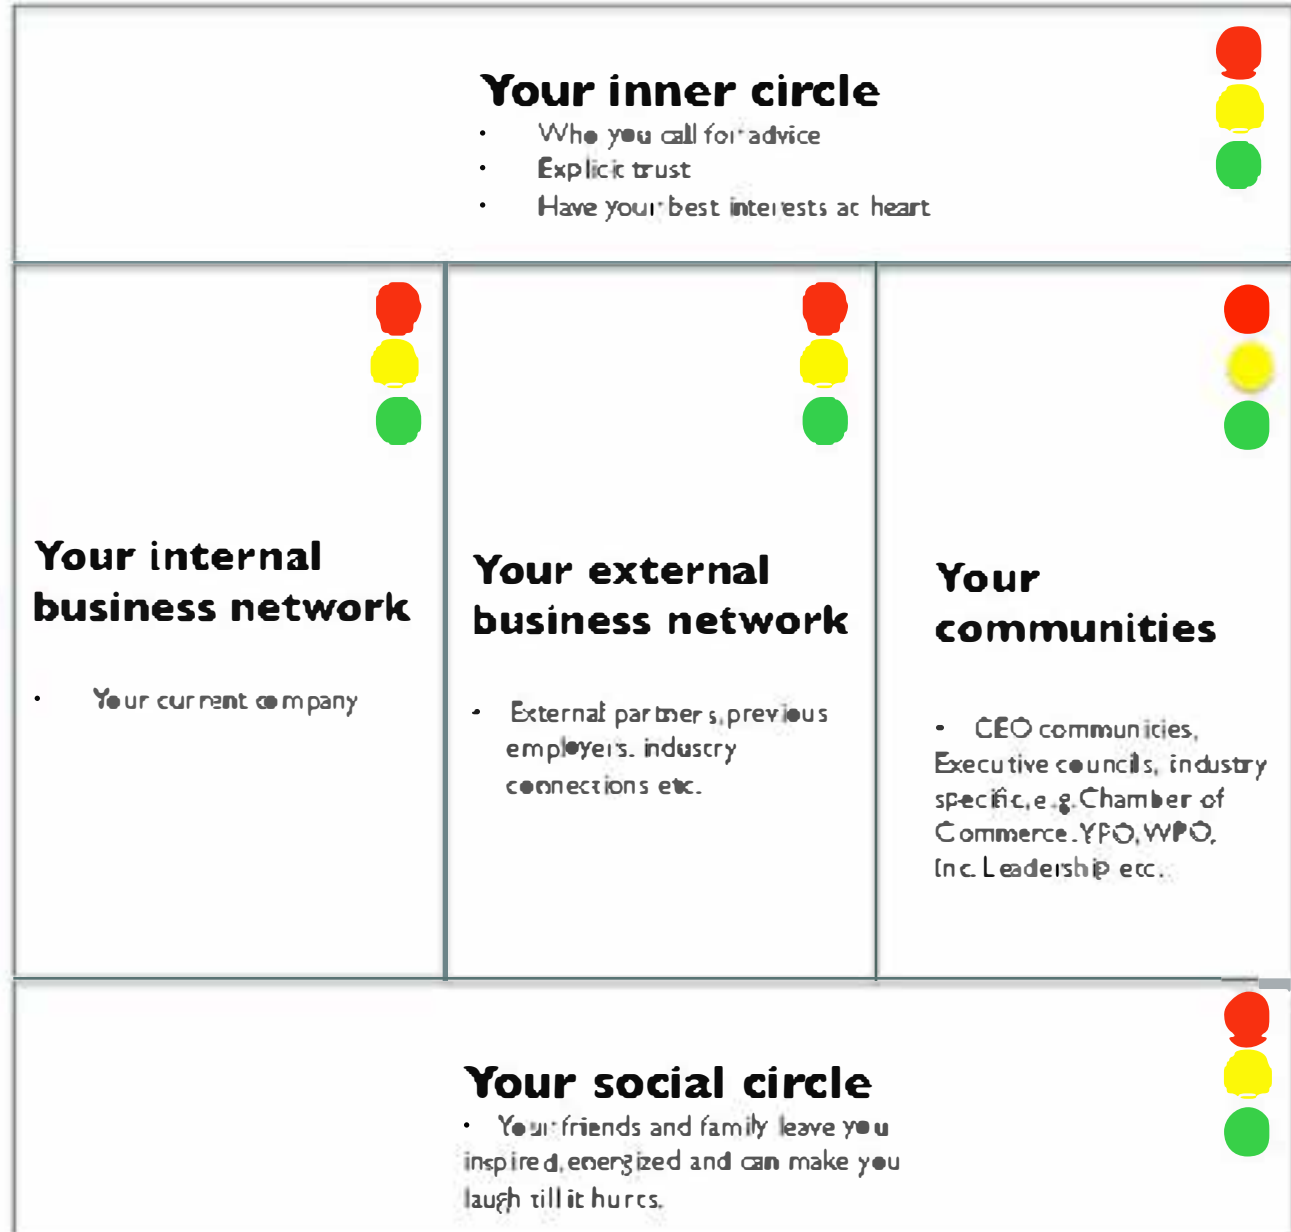 Your inner circle
• Who you call for advice
• Explicit trust
• Have your best interests at heart
Your internal
business network
• Your current company
Your external
business network
• External partners, previous
employers, industry
connections etc.
Your
communities
• CEO communities,
Executive councils, industry
specific, e.g. Chamber of
Commerce. YPO, WPO,
Inc. Leadership etc.
Your social circle
• Your friends and family leave you
inspired, energized and can make you
laugh till it hurts.